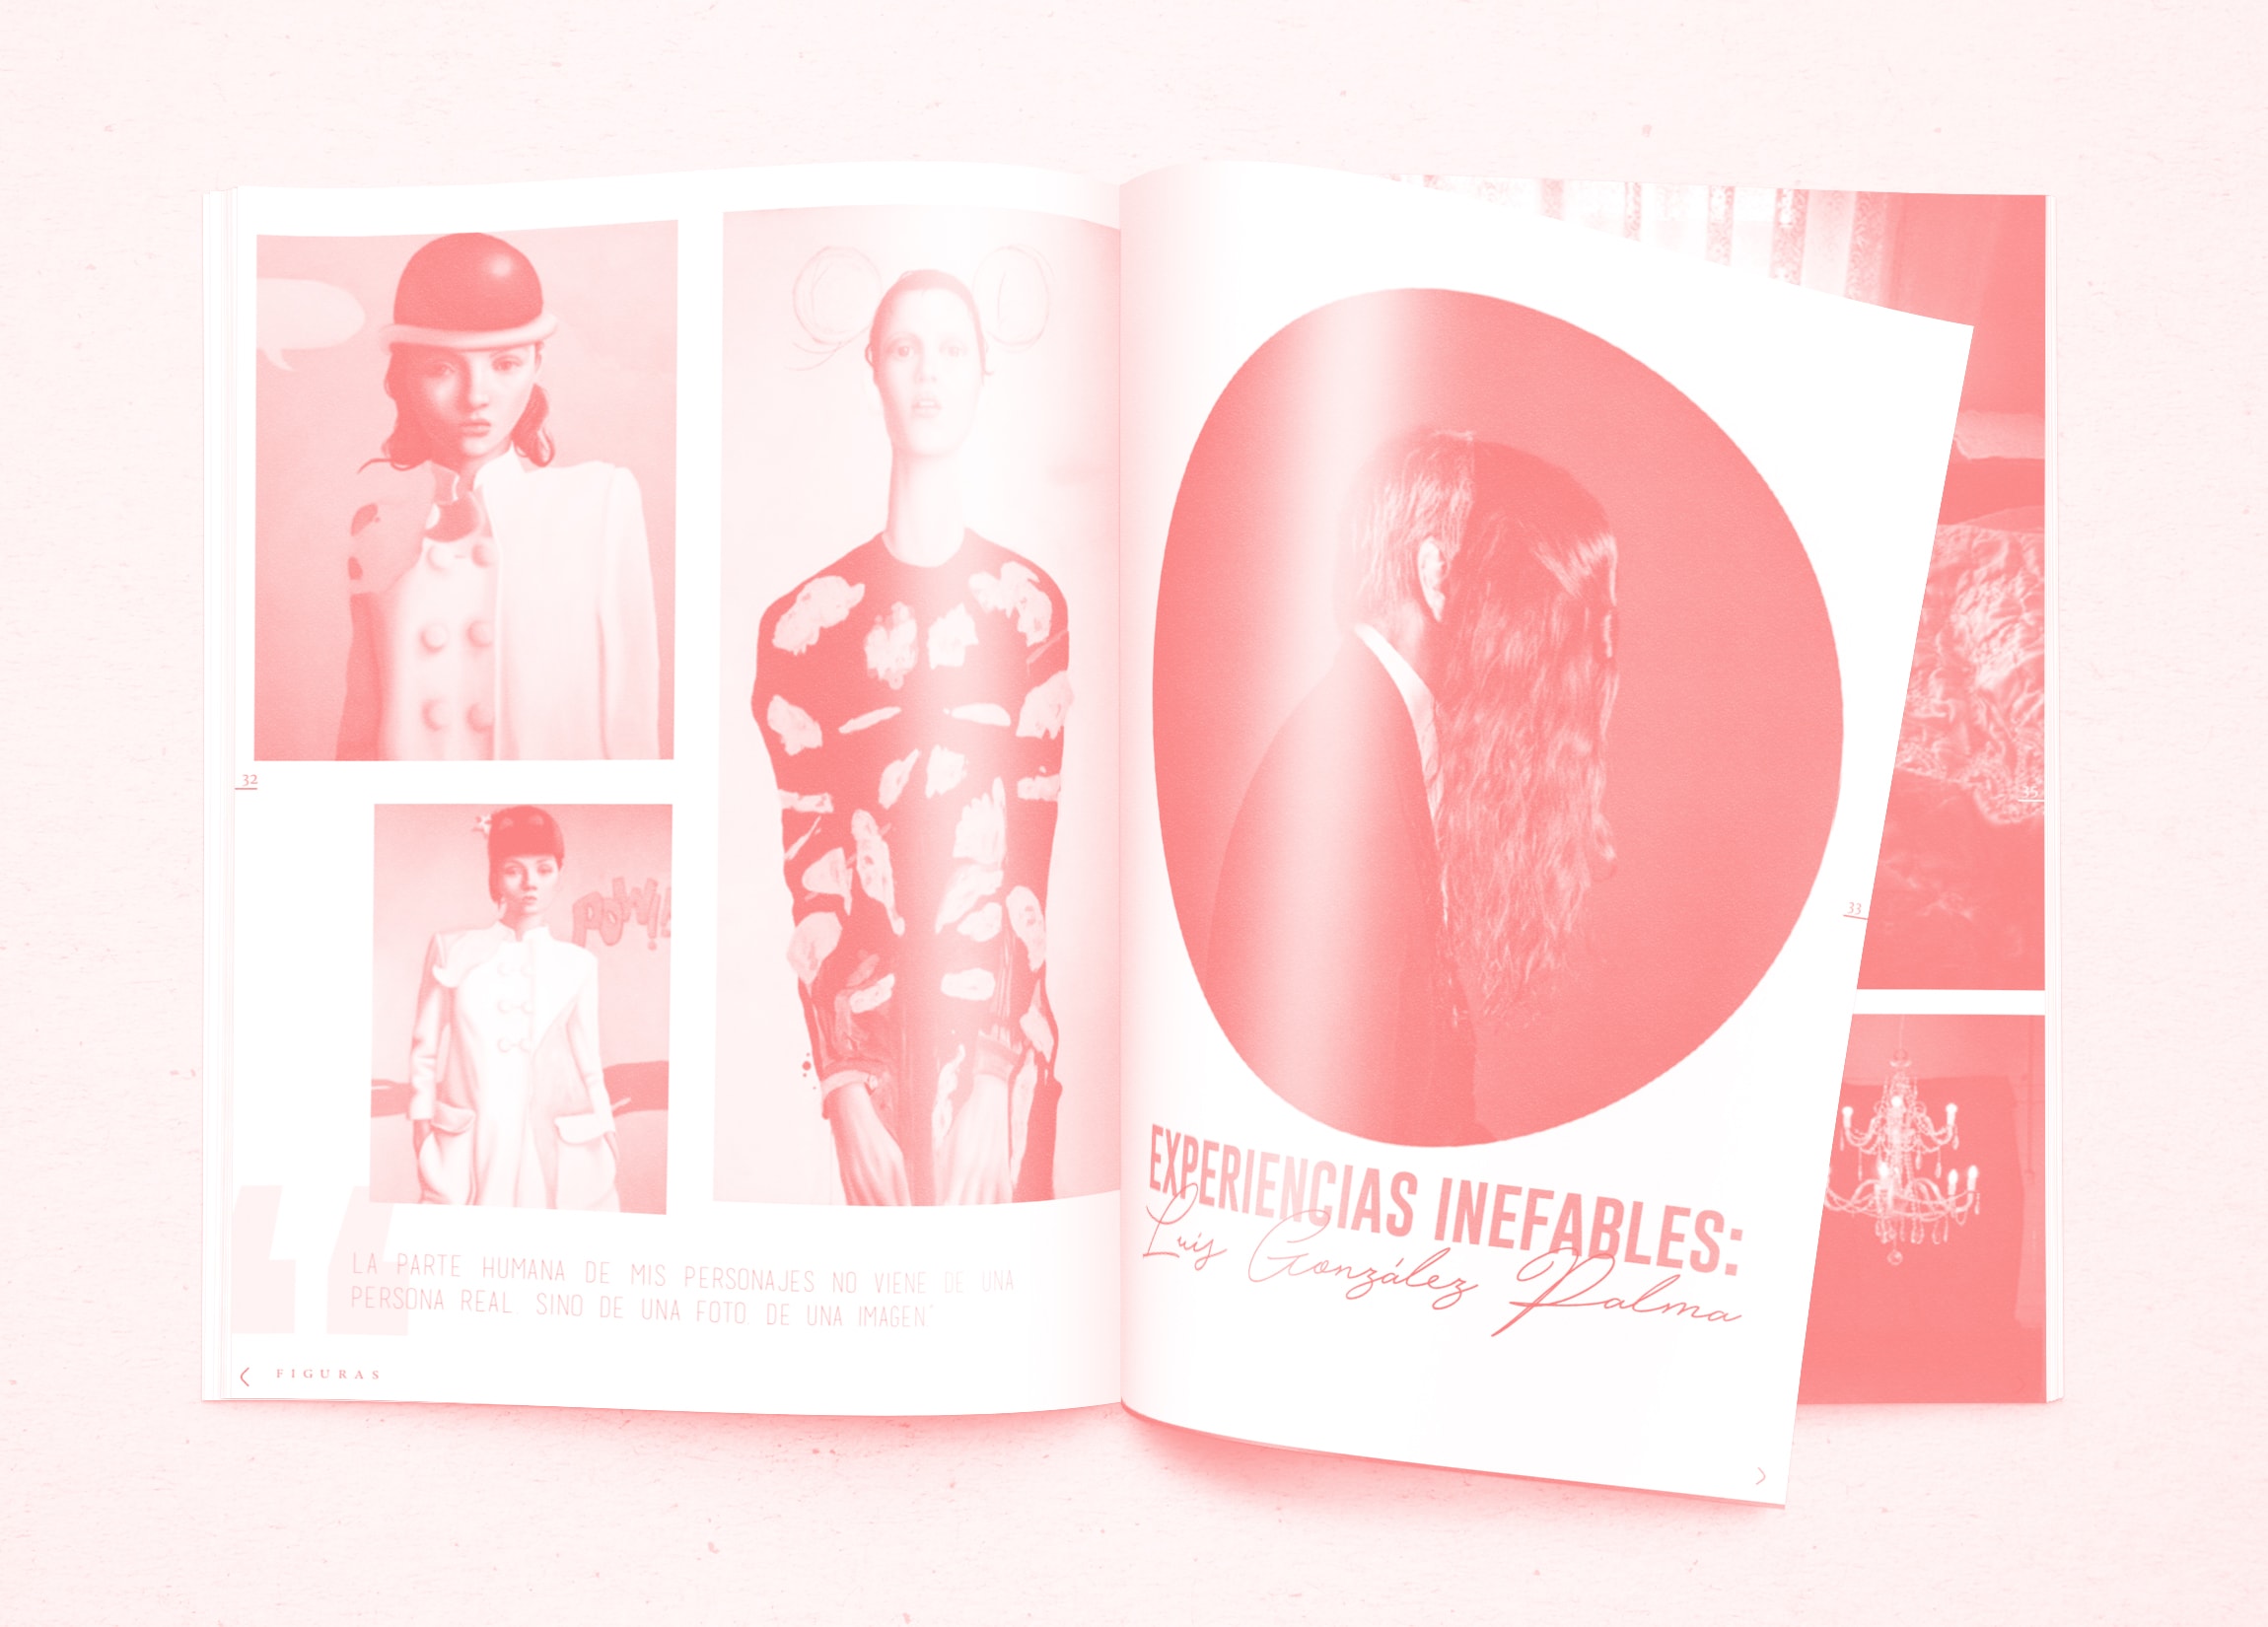 32
POW!
LA PARTE HUMANA DE MIS PERSONAJES NO VIENE DE UNA
PERSONA REAL, SINO DE UNA FOTO, DE UNA IMAGEN"
FIGURAS
EXPERIENCIAS INEFABLES:
Luis González Palma
33
35